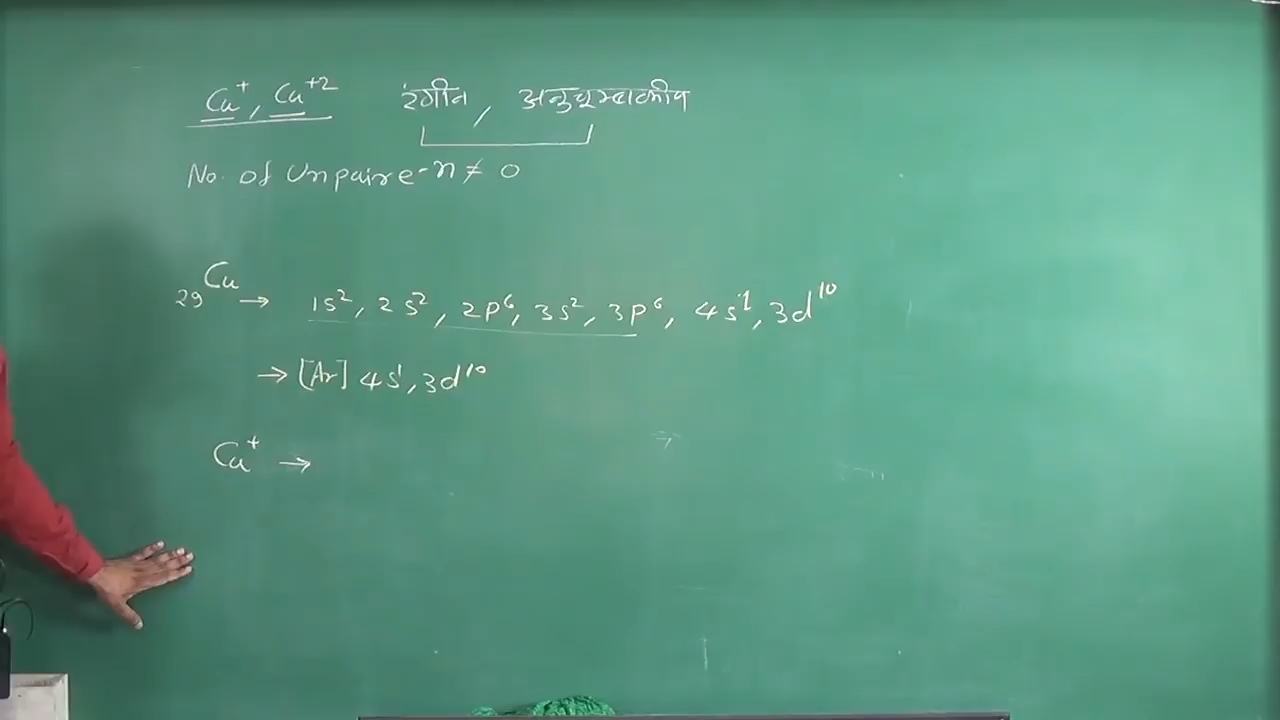 Cu⁺, Cu⁺² रंगीन, अनुचुम्बाकीय
No. of unpaire-n ≠ 0
₂₉Cu → 1s², 2s², 2p⁶, 3s², 3p⁶, 4s¹, 3d¹⁰
→ [Ar] 4s¹, 3d¹⁰
Cu⁺ →